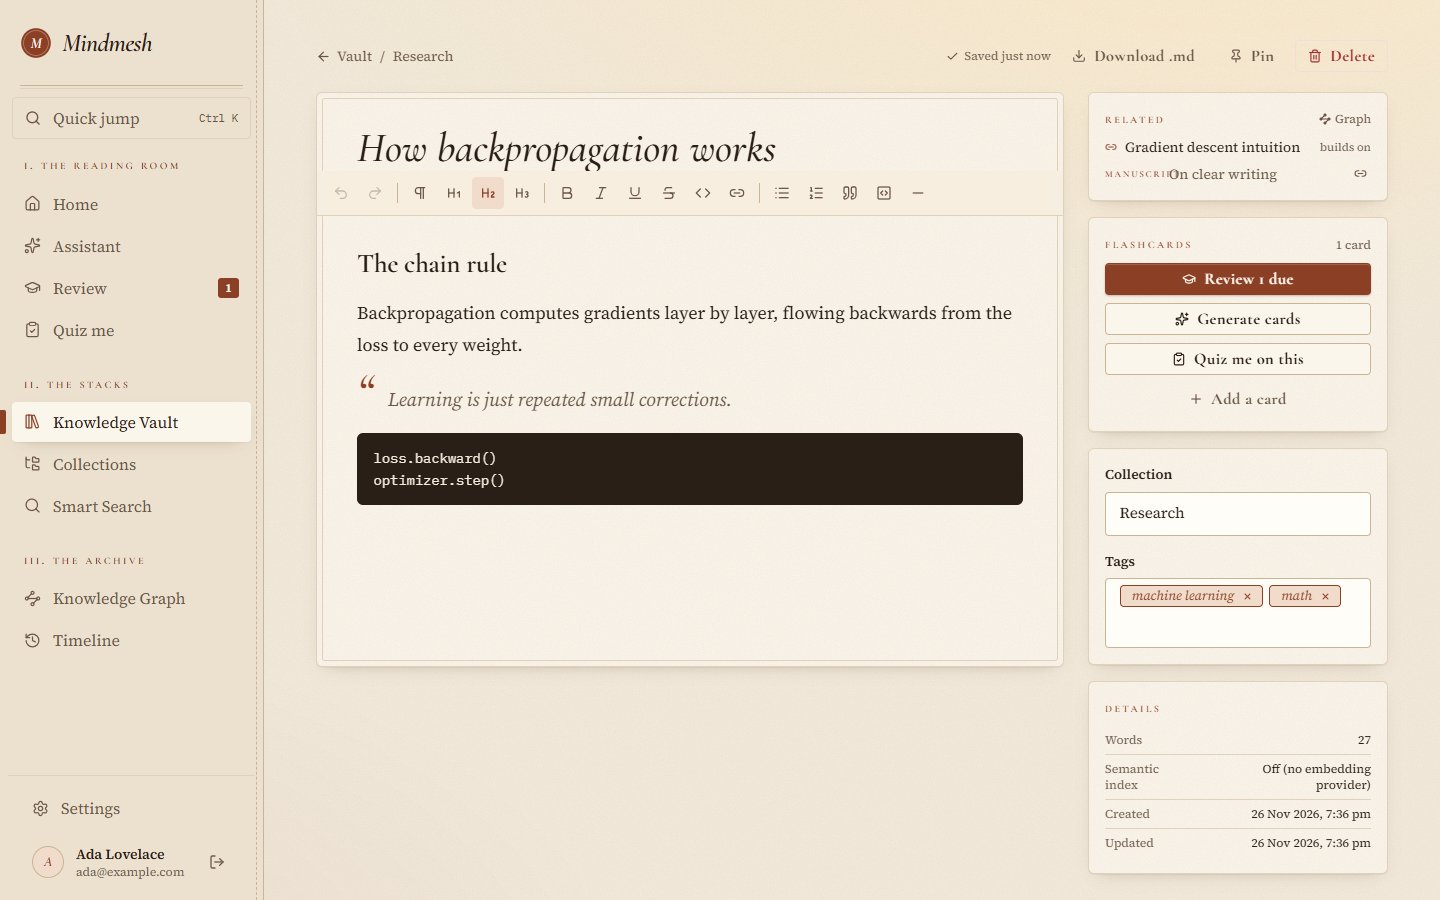 M Mindmesh
Quick jump Ctrl K
I. THE READING ROOM
Home
Assistant
Review 1
Quiz me
II. THE STACKS
Knowledge Vault
Collections
Smart Search
III. THE ARCHIVE
Knowledge Graph
Timeline
Settings
A Ada Lovelace
ada@example.com
Vault / Research
Saved just now Download .md Pin Delete
How backpropagation works
¶ H1 H2 H3 B I U S
The chain rule
Backpropagation computes gradients layer by layer, flowing backwards from the
loss to every weight.
“ Learning is just repeated small corrections.
loss.backward()
optimizer.step()
RELATED Graph
Gradient descent intuition builds on
On clear writing
FLASHCARDS 1 card
Review 1 due
Generate cards
Quiz me on this
+ Add a card
Collection
Research
Tags
machine learning × math ×
DETAILS
Words 27
Semantic index Off (no embedding provider)
Created 26 Nov 2026, 7:36 pm
Updated 26 Nov 2026, 7:36 pm